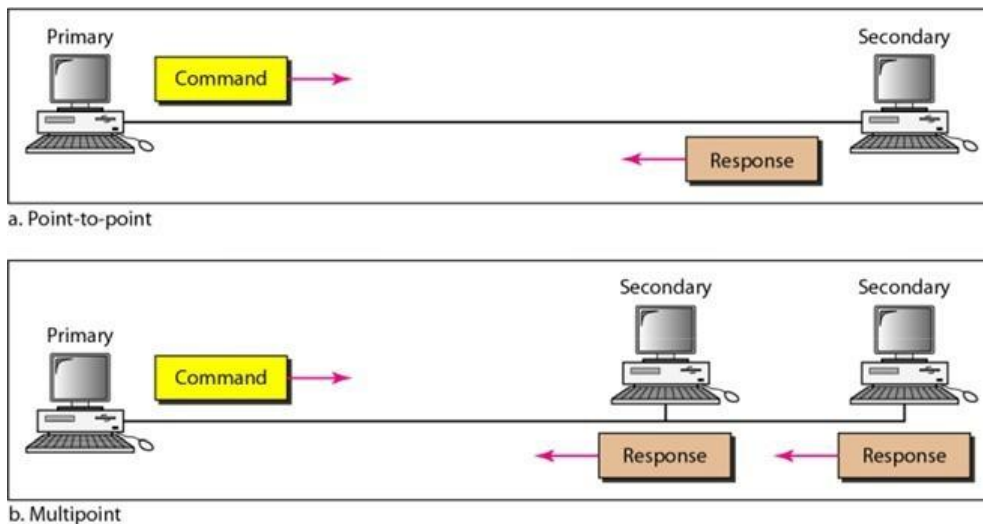 Primary
Secondary
Command
Response
a. Point-to-point
Secondary
Secondary
Primary
Command
Response
Response
b. Multipoint